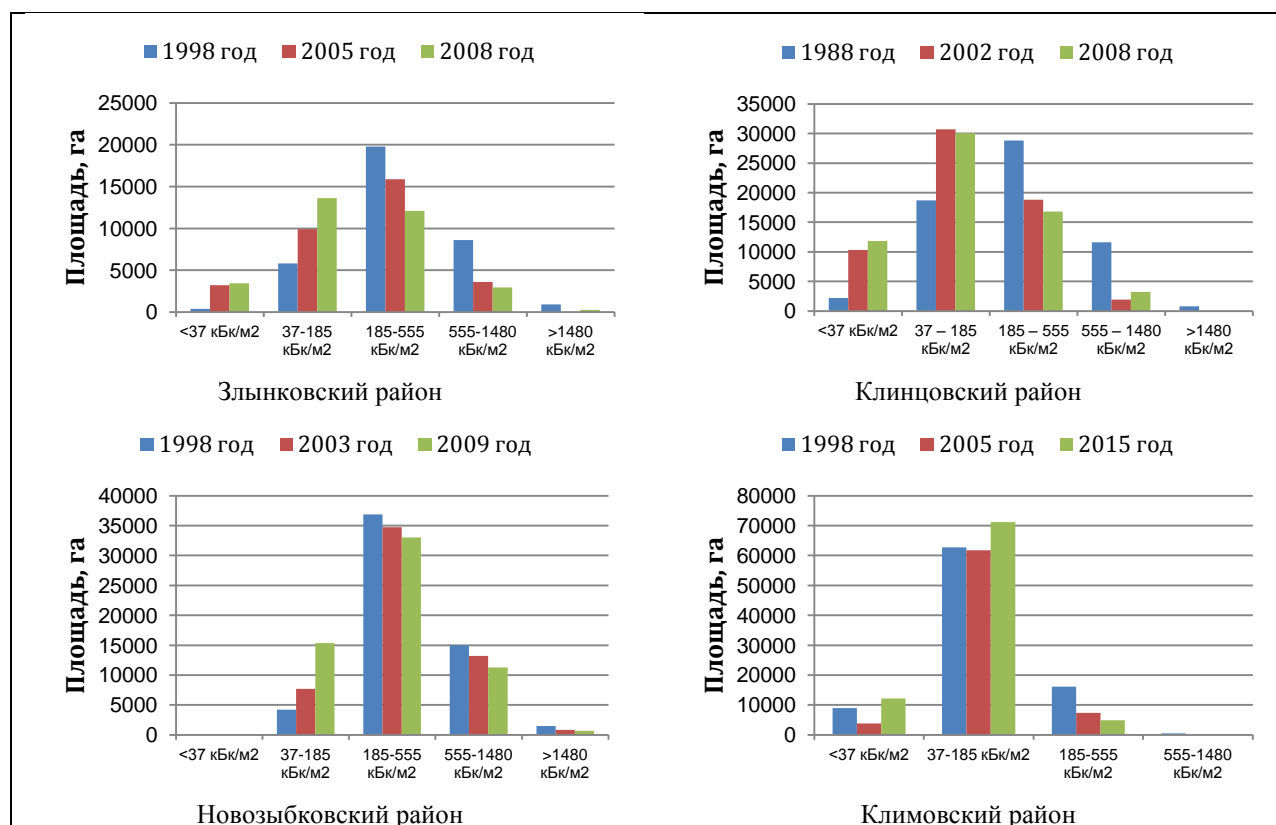 1998 год 2005 год 2008 год
Площадь, га
25000
20000
15000
10000
5000
0
<37 кБк/м2 37-185 кБк/м2 185-555 кБк/м2 555-1480 кБк/м2 >1480 кБк/м2
Злынковский район
1988 год 2002 год 2008 год
Площадь, га
35000
30000
25000
20000
15000
10000
5000
0
<37 кБк/м2 37 – 185 кБк/м2 185 – 555 кБк/м2 555 – 1480 кБк/м2 >1480 кБк/м2
Клинцовский район
1998 год 2003 год 2009 год
Площадь, га
40000
35000
30000
25000
20000
15000
10000
5000
0
<37 кБк/м2 37-185 кБк/м2 185-555 кБк/м2 555-1480 кБк/м2 >1480 кБк/м2
Новозыбковский район
1998 год 2005 год 2015 год
Площадь, га
80000
70000
60000
50000
40000
30000
20000
10000
0
<37 кБк/м2 37-185 кБк/м2 185-555 кБк/м2 555-1480 кБк/м2
Климовский район